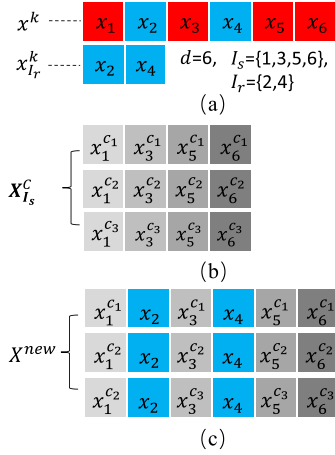 x^k x_1 x_2 x_3 x_4 x_5 x_6
x_{I_r}^k x_2 x_4 d=6, I_s={1,3,5,6}, I_r={2,4}
(a)
x_1^{c_1} x_3^{c_1} x_5^{c_1} x_6^{c_1}
X_{I_s}^C x_1^{c_2} x_3^{c_2} x_5^{c_2} x_6^{c_2}
x_1^{c_3} x_3^{c_3} x_5^{c_3} x_6^{c_3}
(b)
x_1^{c_1} x_2 x_3^{c_1} x_4 x_5^{c_1} x_6^{c_1}
X^{new} x_1^{c_2} x_2 x_3^{c_2} x_4 x_5^{c_2} x_6^{c_2}
x_1^{c_2} x_2 x_3^{c_3} x_4 x_5^{c_3} x_6^{c_3}
(c)